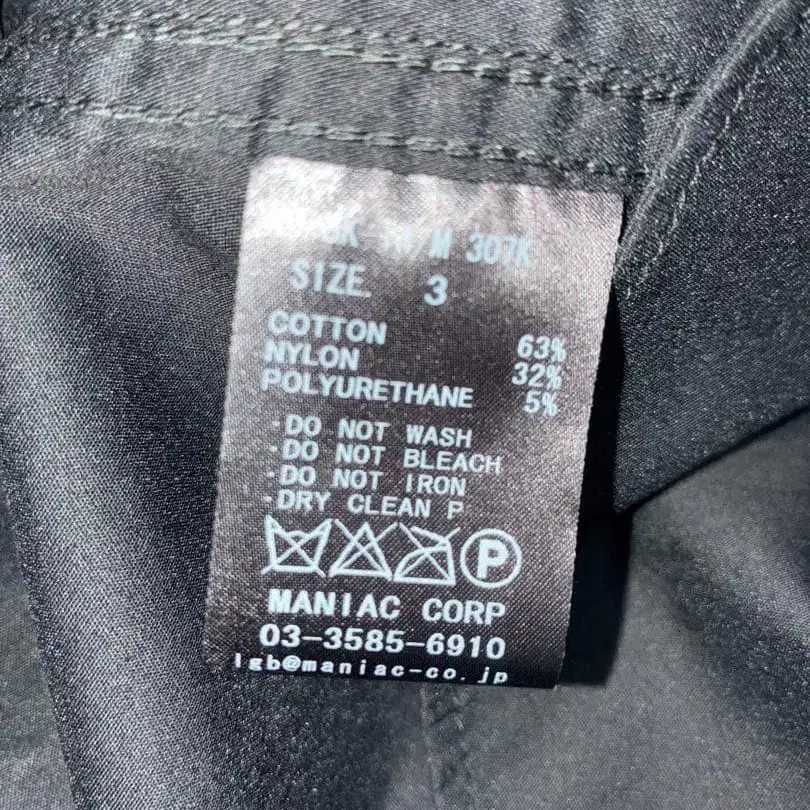 M 307K
SIZE 3
COTTON 63%
NYLON 32%
POLYURETHANE 5%
・DO NOT WASH
・DO NOT BLEACH
・DO NOT IRON
・DRY CLEAN P
P
MANIAC CORP
03-3585-6910
lgb@maniac-co.jp